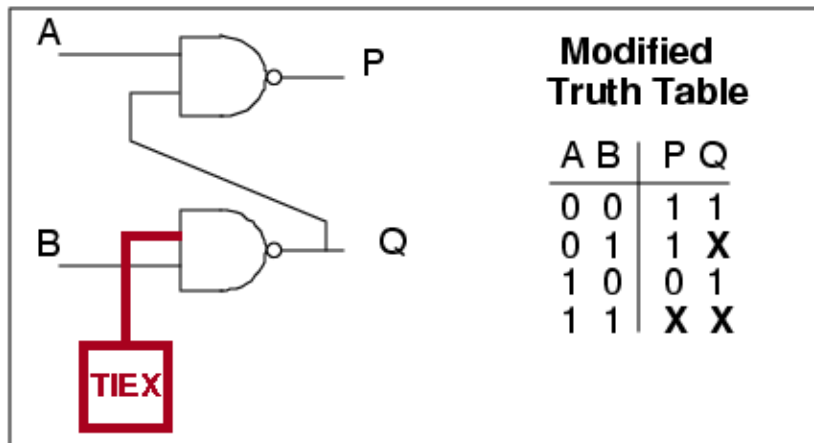 A
P
B
Q
TIEX
Modified
Truth Table
A B P Q
0 0 1 1
0 1 1 X
1 0 0 1
1 1 X X